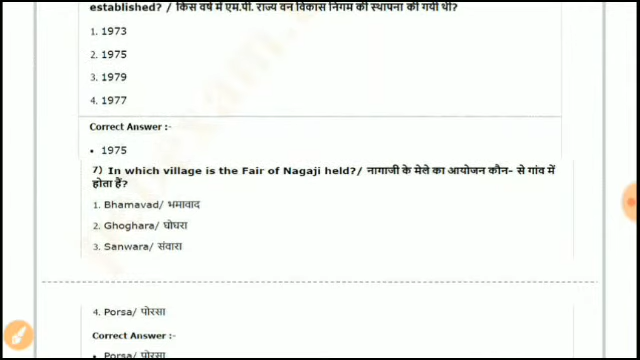 established? / किस वर्ष में एम.पी. राज्य वन विकास निगम की स्थापना की गयी थी?
1. 1973
2. 1975
3. 1979
4. 1977
Correct Answer :-
• 1975
7) In which village is the Fair of Nagaji held?/ नागाजी के मेले का आयोजन कौन- से गांव में
होता हैं?
1. Bhamavad/ भमावाद
2. Ghoghara/ घोघरा
3. Sanwara/ संवारा
4. Porsa/ पोरसा
Correct Answer :-
• Porsa/ पोरसा